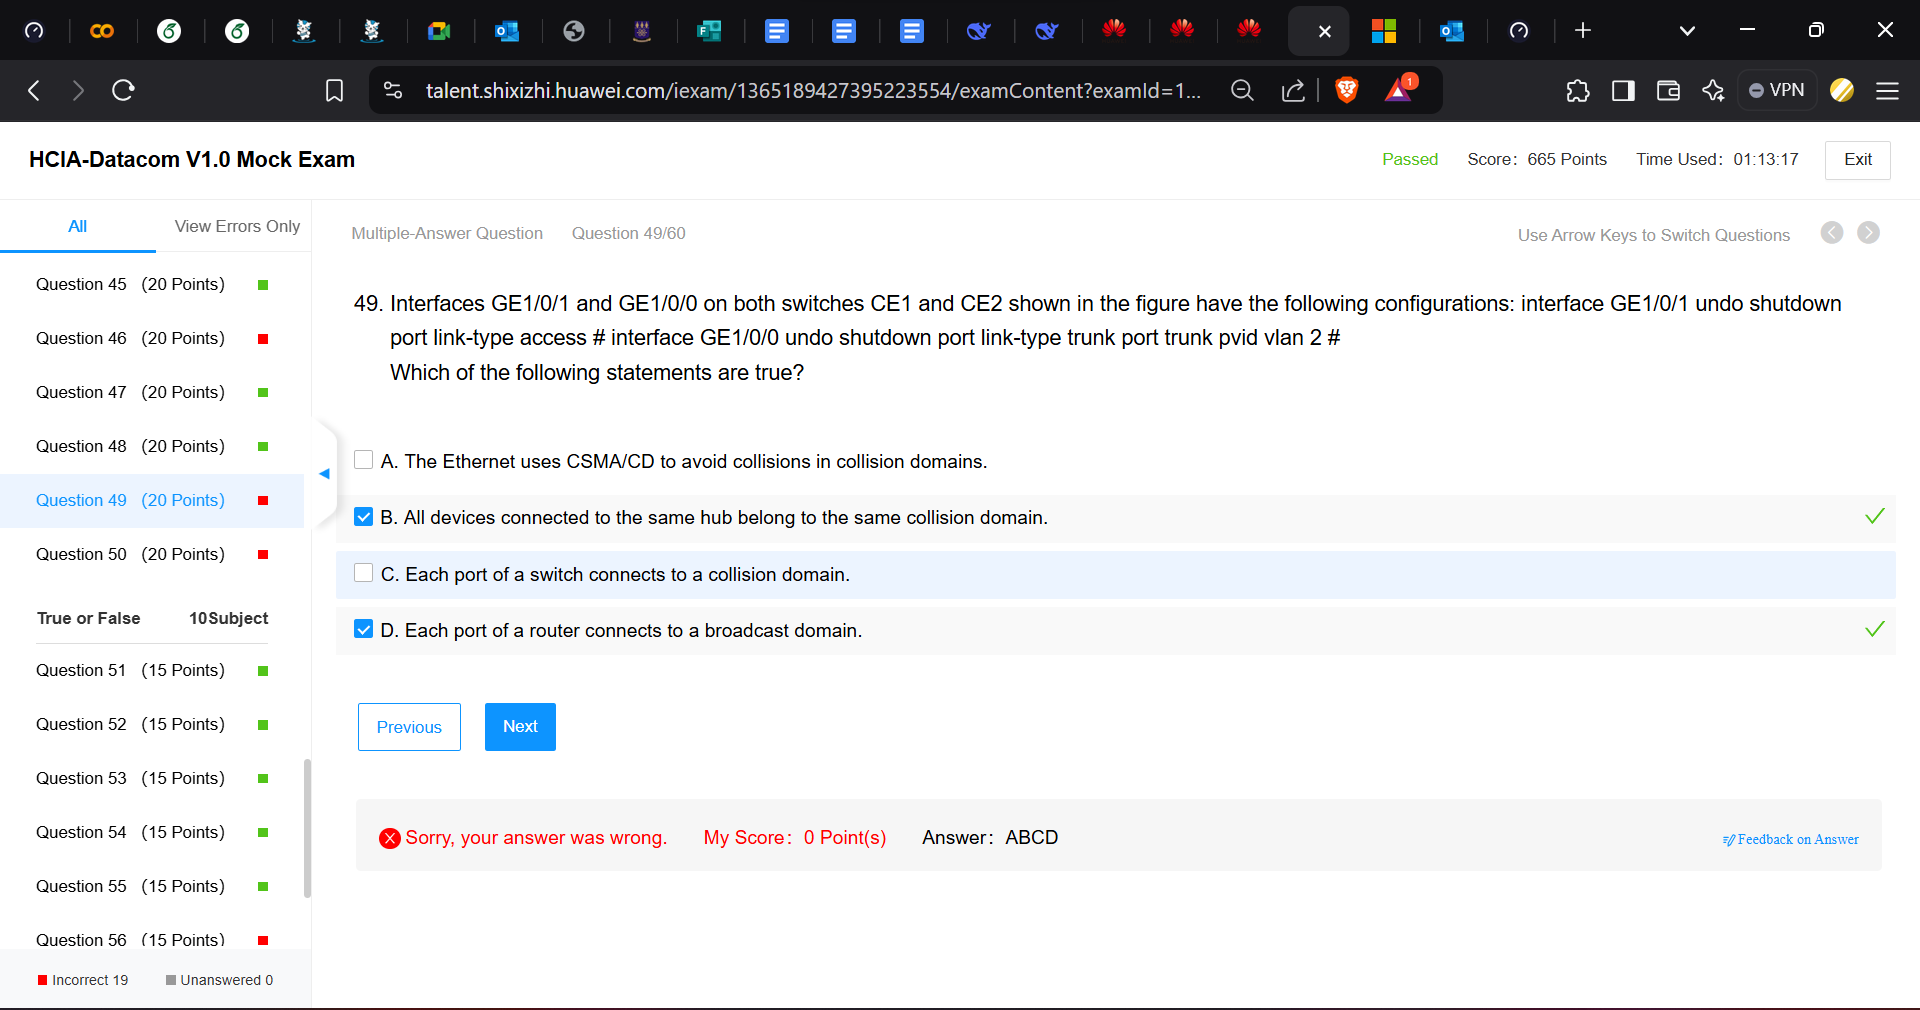 talent.shixizhi.huawei.com/iexam/1365189427395223554/examContent?examId=1...
1
VPN
HCIA-Datacom V1.0 Mock Exam
Passed
Score: 665 Points
Time Used: 01:13:17
Exit
All
View Errors Only
Multiple-Answer Question
Question 49/60
Use Arrow Keys to Switch Questions
Question 45 (20 Points)
Question 46 (20 Points)
Question 47 (20 Points)
Question 48 (20 Points)
Question 49 (20 Points)
Question 50 (20 Points)
True or False 10Subject
Question 51 (15 Points)
Question 52 (15 Points)
Question 53 (15 Points)
Question 54 (15 Points)
Question 55 (15 Points)
Question 56 (15 Points)
Incorrect 19
Unanswered 0
49. Interfaces GE1/0/1 and GE1/0/0 on both switches CE1 and CE2 shown in the figure have the following configurations: interface GE1/0/1 undo shutdown
port link-type access # interface GE1/0/0 undo shutdown port link-type trunk port trunk pvid vlan 2 #
Which of the following statements are true?
A. The Ethernet uses CSMA/CD to avoid collisions in collision domains.
B. All devices connected to the same hub belong to the same collision domain.
C. Each port of a switch connects to a collision domain.
D. Each port of a router connects to a broadcast domain.
Previous
Next
Sorry, your answer was wrong.
My Score: 0 Point(s)
Answer: ABCD
Feedback on Answer